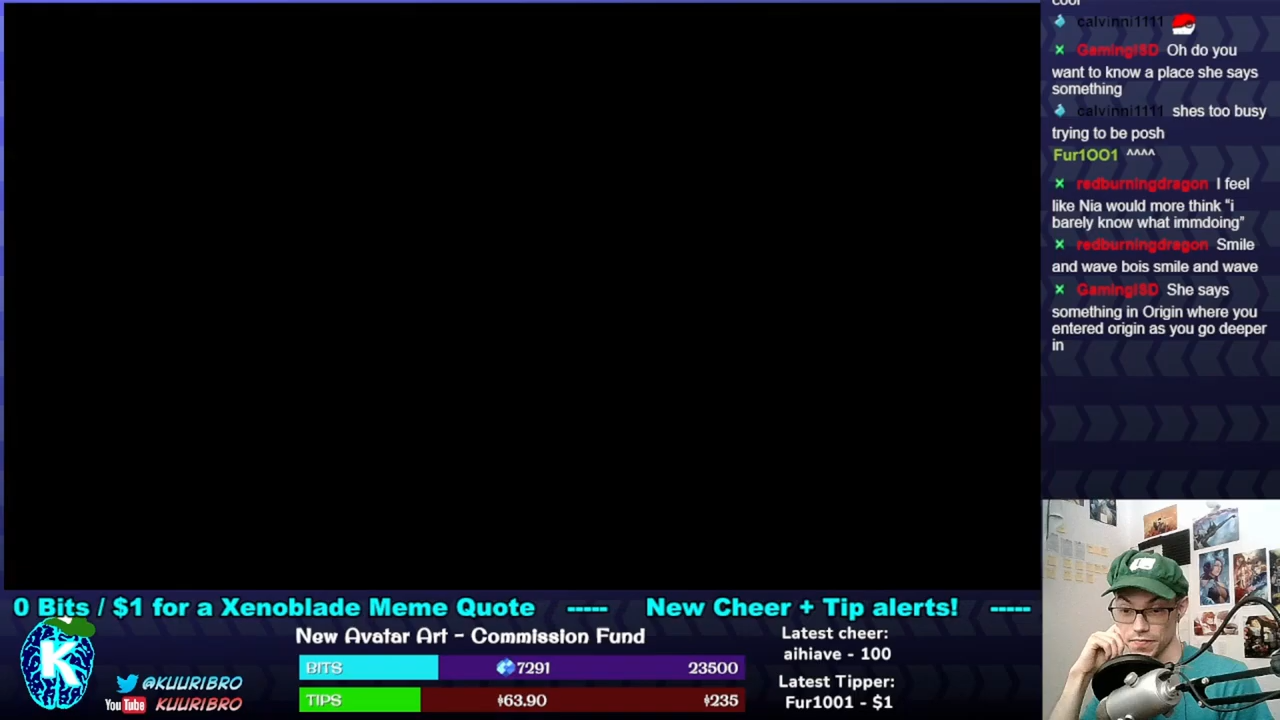 cool
calvinni1111
GamingISD Oh do you
want to know a place she says
something
calvinni1111 shes too busy
trying to be posh
Fur1OO1 ^^^^
redburningdragon I feel
like Nia would more think “i
barely know what immdoing”
redburningdragon Smile
and wave bois smile and wave
GamingISD She says
something in Origin where you
entered origin as you go deeper
in
0 Bits / $1 for a Xenoblade Meme Quote ----- New Cheer + Tip alerts! -----
New Avatar Art - Commission Fund
BITS 7291 23500
TIPS $63.90 $235
Latest cheer:
aihiave - 100
Latest Tipper:
Fur1001 - $1
K
@KUURIBRO
YouTube KUURIBRO